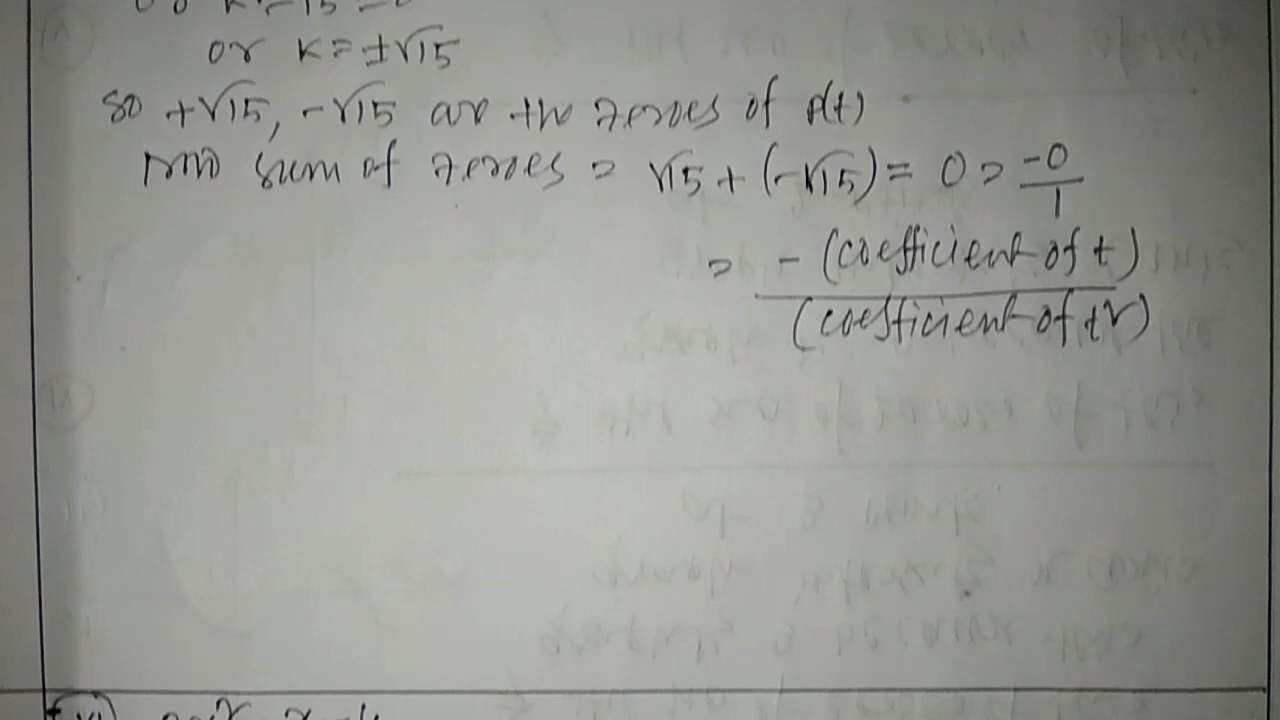 or k = ±√15
so +√15, -√15 are the zeroes of p(t)
now sum of zeroes = √15 + (-√15) = 0 = -0/1
= -(coefficient of t)
(coefficient of t²)